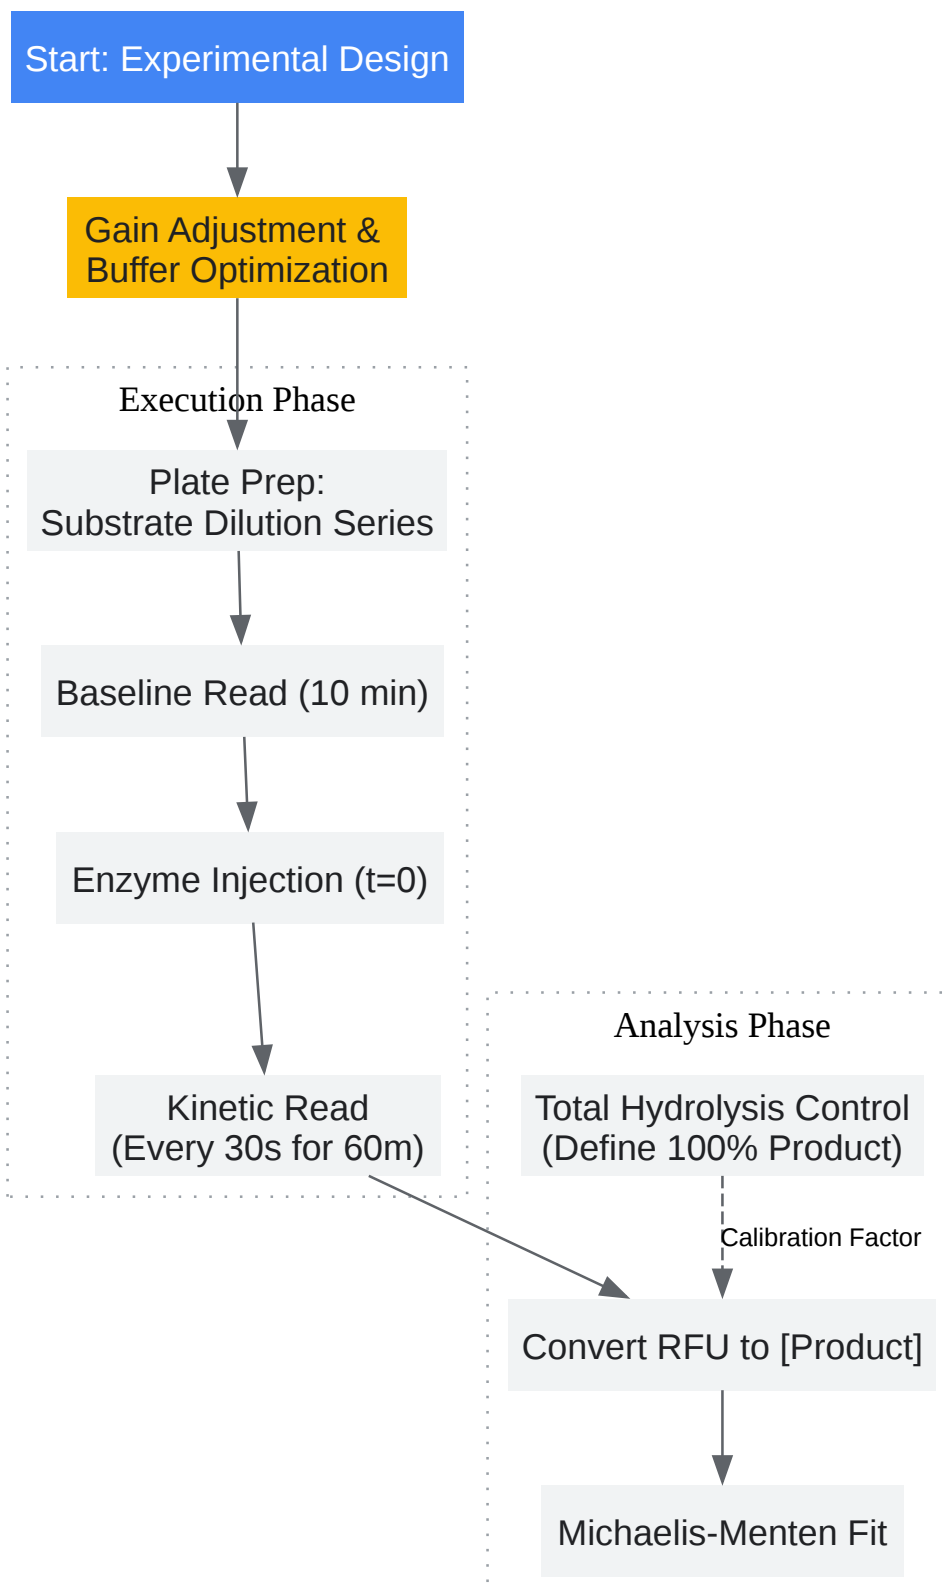 Start: Experimental Design
Gain Adjustment &
Buffer Optimization
Execution Phase
Plate Prep:
Substrate Dilution Series
Baseline Read (10 min)
Enzyme Injection (t=0)
Kinetic Read
(Every 30s for 60m)
Analysis Phase
Total Hydrolysis Control
(Define 100% Product)
Calibration Factor
Convert RFU to [Product]
Michaelis-Menten Fit